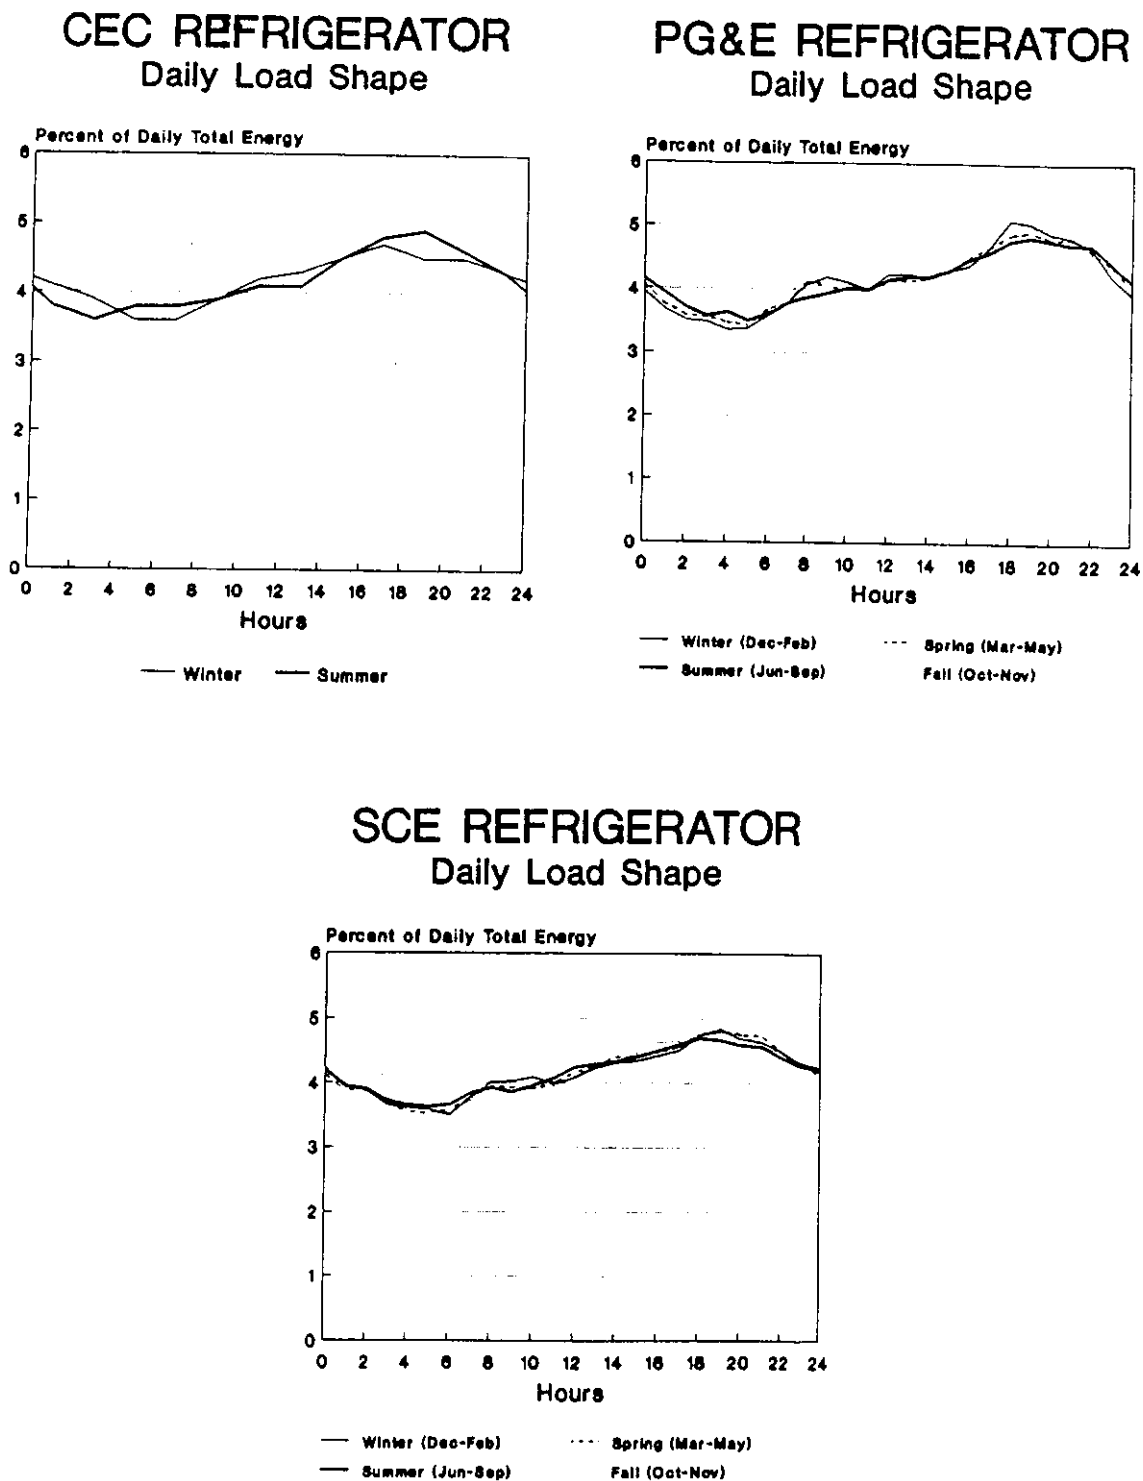 CEC REFRIGERATOR
Daily Load Shape
Percent of Daily Total Energy
6
5
4
3
2
1
0
0 2 4 6 8 10 12 14 16 18 20 22 24
Hours
Winter Summer
PG&E REFRIGERATOR
Daily Load Shape
Percent of Daily Total Energy
6
5
4
3
2
1
0
0 2 4 6 8 10 12 14 16 18 20 22 24
Hours
Winter (Dec-Feb) Spring (Mar-May)
Summer (Jun-Sep) Fall (Oct-Nov)
SCE REFRIGERATOR
Daily Load Shape
Percent of Daily Total Energy
6
5
4
3
2
1
0
0 2 4 6 8 10 12 14 16 18 20 22 24
Hours
Winter (Dec-Feb) Spring (Mar-May)
Summer (Jun-Sep) Fall (Oct-Nov)